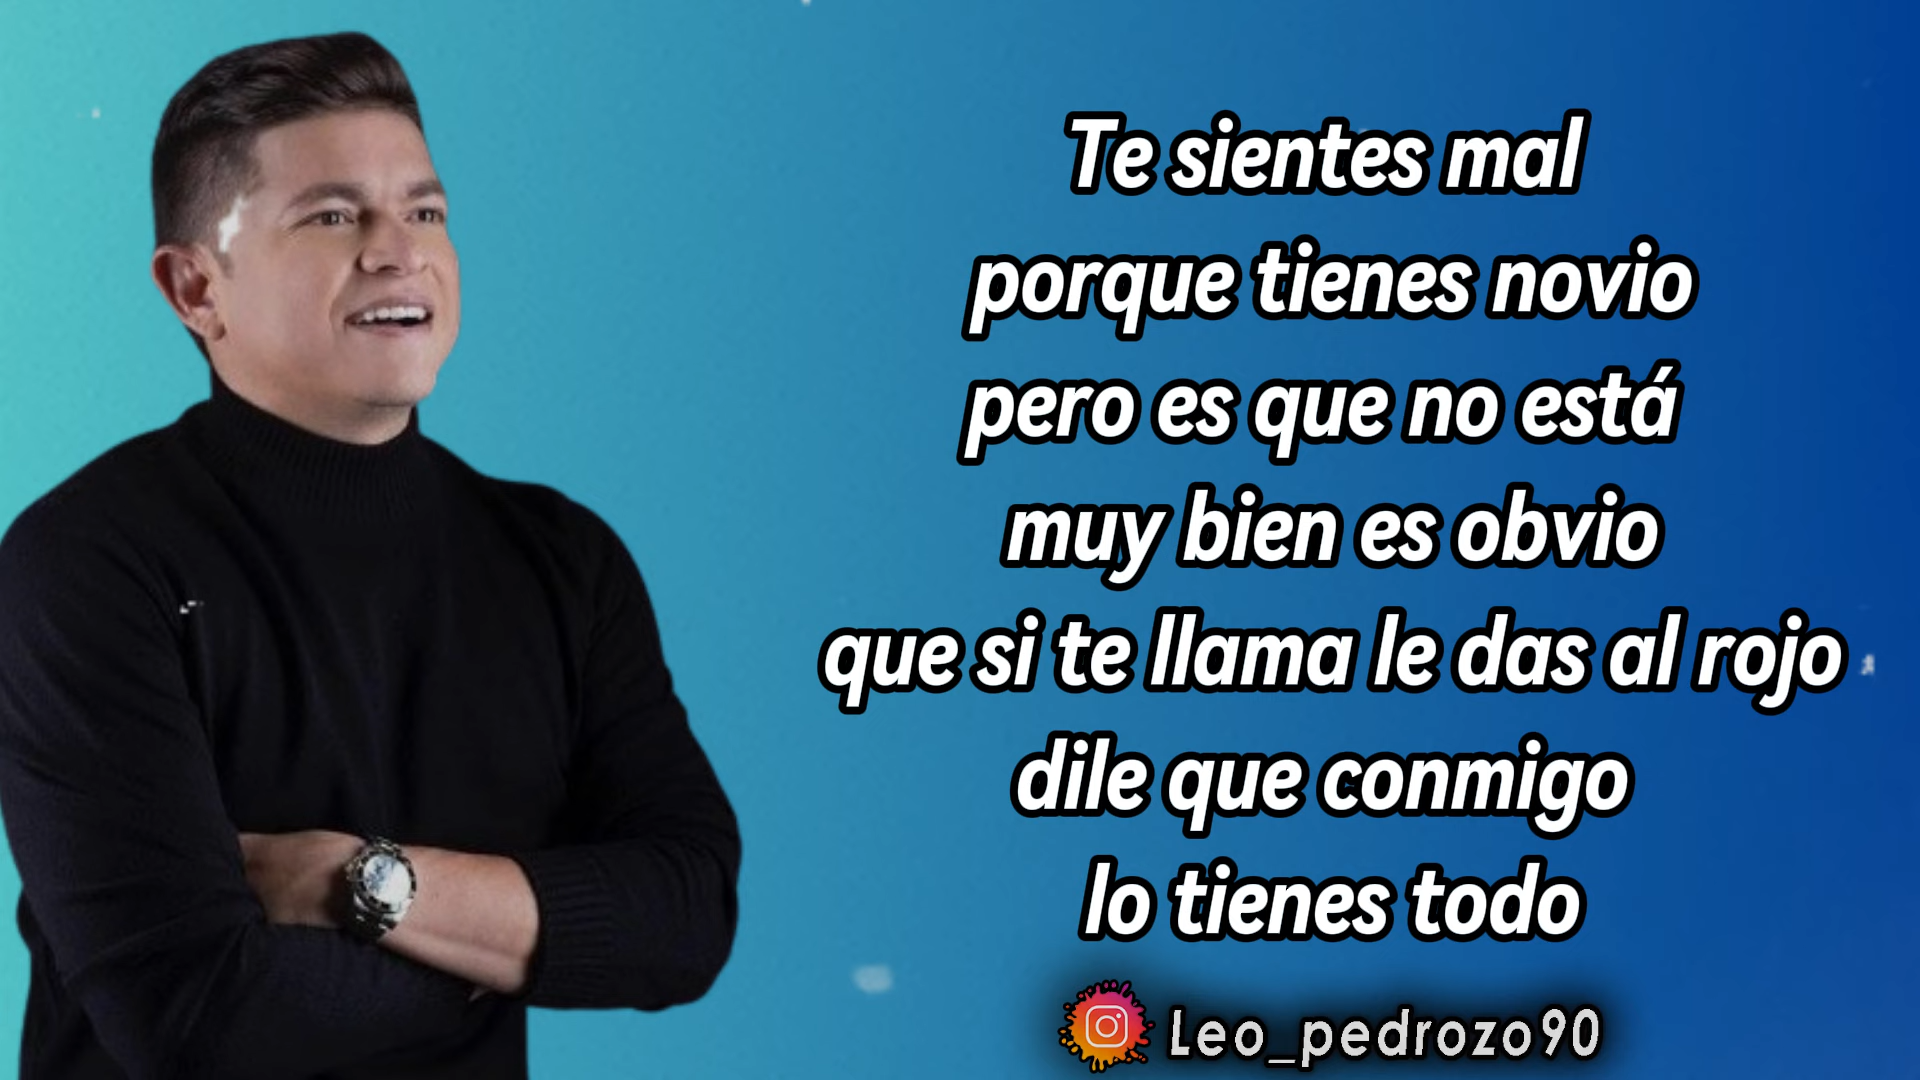 Te sientes mal
porque tienes novio
pero es que no está
muy bien es obvio
que si te llama le das al rojo
dile que conmigo
lo tienes todo
Leo_pedrozo90